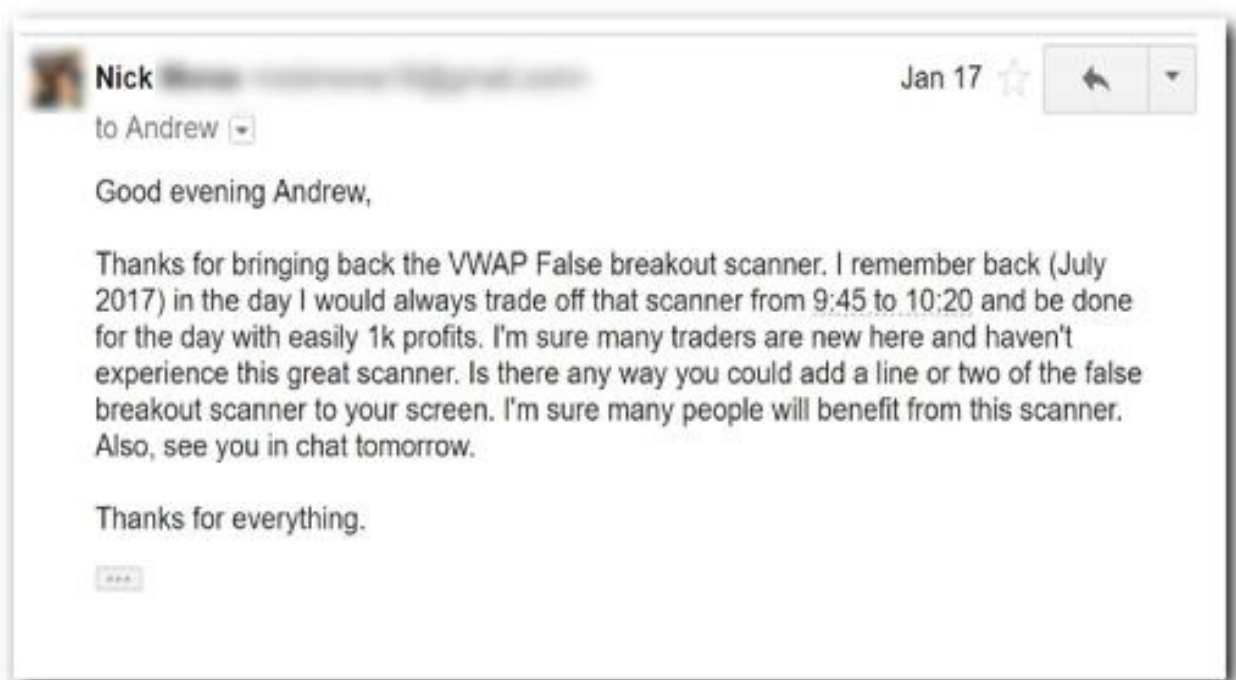 Nick
Jan 17
to Andrew
Good evening Andrew,
Thanks for bringing back the VWAP False breakout scanner. I remember back (July
2017) in the day I would always trade off that scanner from 9:45 to 10:20 and be done
for the day with easily 1k profits. I'm sure many traders are new here and haven't
experience this great scanner. Is there any way you could add a line or two of the false
breakout scanner to your screen. I'm sure many people will benefit from this scanner.
Also, see you in chat tomorrow.
Thanks for everything.